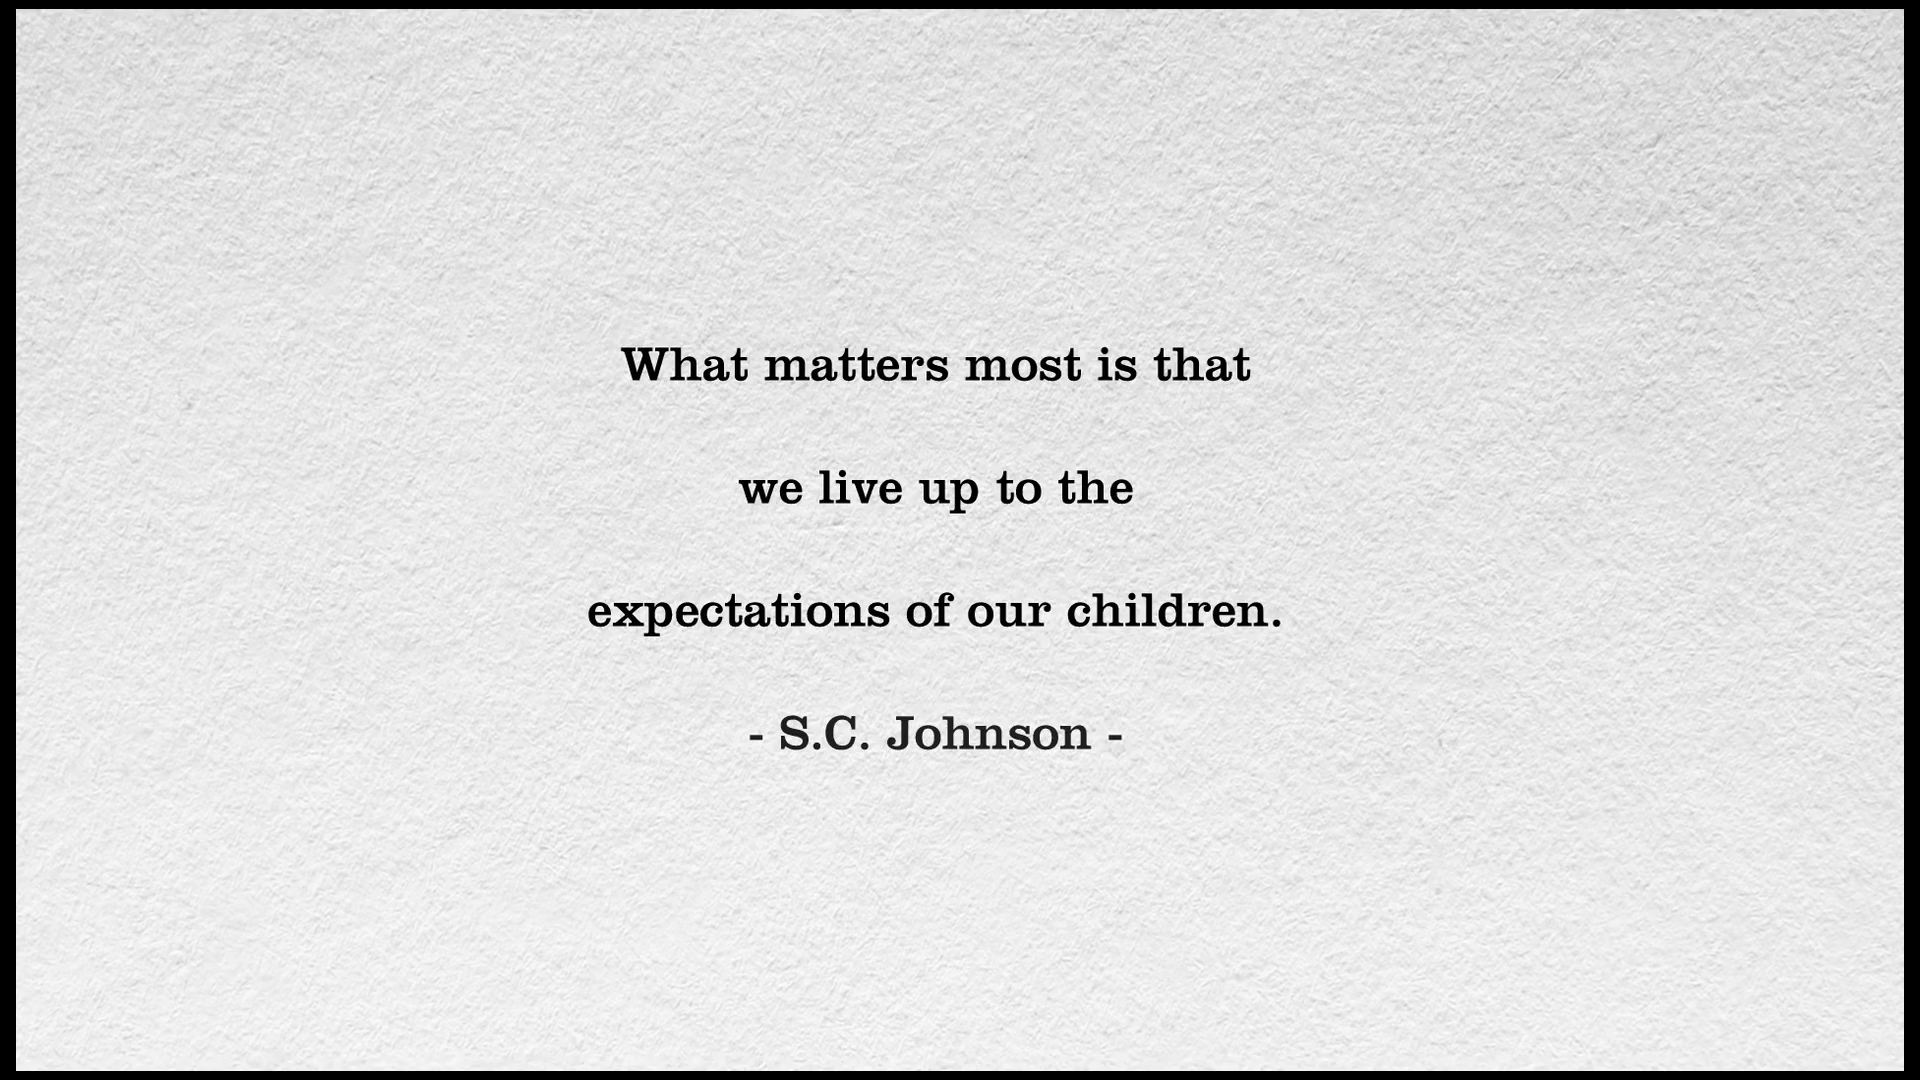 What matters most is that
we live up to the
expectations of our children.
- S.C. Johnson -